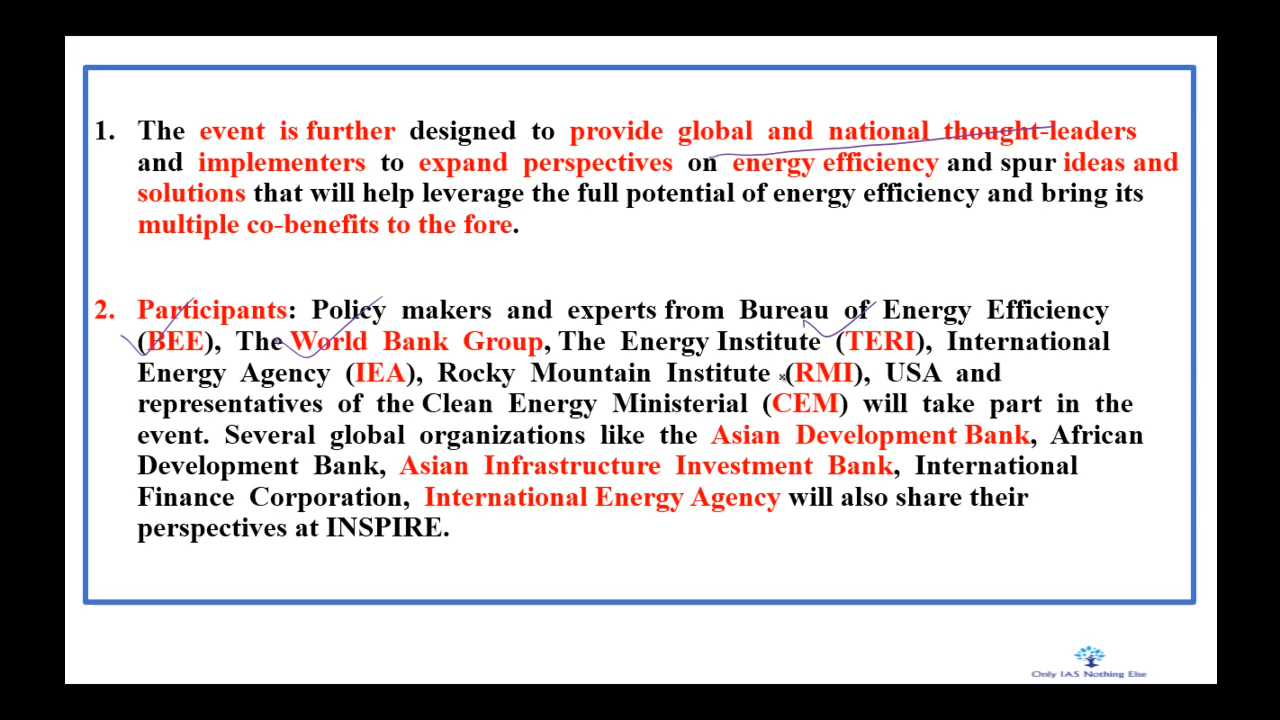 1. The event is further designed to provide global and national thought-leaders
and implementers to expand perspectives on energy efficiency and spur ideas and
solutions that will help leverage the full potential of energy efficiency and bring its
multiple co-benefits to the fore.
2. Participants: Policy makers and experts from Bureau of Energy Efficiency
(BEE), The World Bank Group, The Energy Institute (TERI), International
Energy Agency (IEA), Rocky Mountain Institute (RMI), USA and
representatives of the Clean Energy Ministerial (CEM) will take part in the
event. Several global organizations like the Asian Development Bank, African
Development Bank, Asian Infrastructure Investment Bank, International
Finance Corporation, International Energy Agency will also share their
perspectives at INSPIRE.
Only IAS Nothing Else